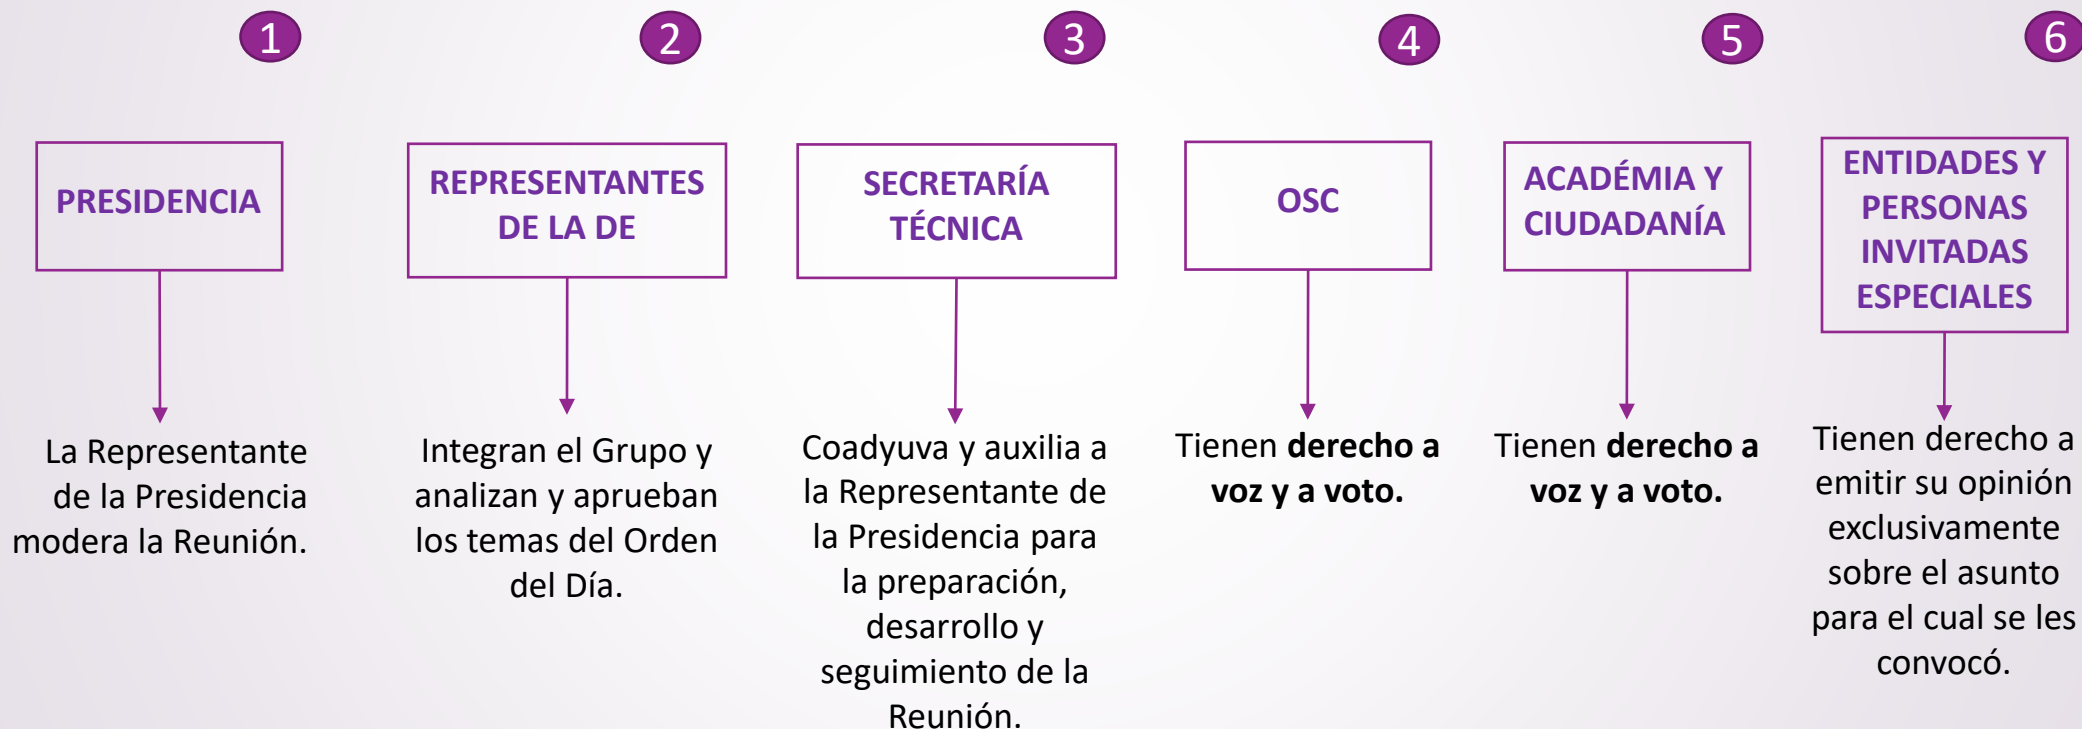 1
PRESIDENCIA
La Representante
de la Presidencia
modera la Reunión.
2
REPRESENTANTES
DE LA DE
Integran el Grupo y
analizan y aprueban
los temas del Orden
del Día.
3
SECRETARÍA
TÉCNICA
Coadyuva y auxilia a
la Representante de
la Presidencia para
la preparación,
desarrollo y
seguimiento de la
Reunión.
4
OSC
Tienen derecho a
voz y a voto.
5
ACADÉMIA Y
CIUDADANÍA
Tienen derecho a
voz y a voto.
6
ENTIDADES Y
PERSONAS
INVITADAS
ESPECIALES
Tienen derecho a
emitir su opinión
exclusivamente
sobre el asunto
para el cual se les
convocó.